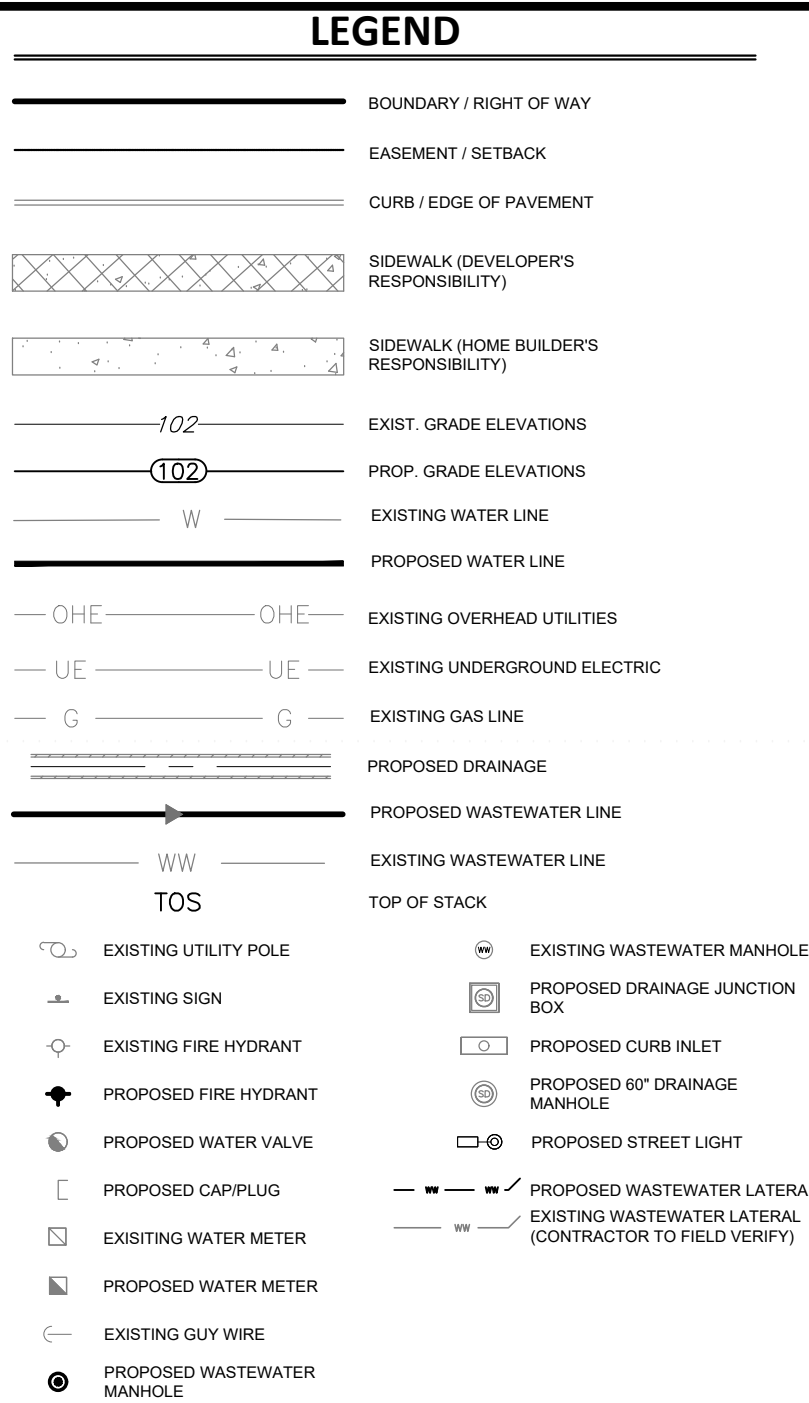 LEGEND
BOUNDARY / RIGHT OF WAY
EASEMENT / SETBACK
CURB / EDGE OF PAVEMENT
SIDEWALK (DEVELOPER'S
RESPONSIBILITY)
SIDEWALK (HOME BUILDER'S
RESPONSIBILITY)
102 EXIST. GRADE ELEVATIONS
102 PROP. GRADE ELEVATIONS
W EXISTING WATER LINE
PROPOSED WATER LINE
OHE OHE EXISTING OVERHEAD UTILITIES
UE UE EXISTING UNDERGROUND ELECTRIC
G G EXISTING GAS LINE
PROPOSED DRAINAGE
PROPOSED WASTEWATER LINE
WW EXISTING WASTEWATER LINE
TOS TOP OF STACK
EXISTING UTILITY POLE
EXISTING SIGN
EXISTING FIRE HYDRANT
PROPOSED FIRE HYDRANT
PROPOSED WATER VALVE
PROPOSED CAP/PLUG
EXISITING WATER METER
PROPOSED WATER METER
EXISTING GUY WIRE
PROPOSED WASTEWATER
MANHOLE
WW EXISTING WASTEWATER MANHOLE
SD PROPOSED DRAINAGE JUNCTION
BOX
PROPOSED CURB INLET
SD PROPOSED 60" DRAINAGE
MANHOLE
PROPOSED STREET LIGHT
WW WW PROPOSED WASTEWATER LATERA
WW EXISTING WASTEWATER LATERAL
(CONTRACTOR TO FIELD VERIFY)